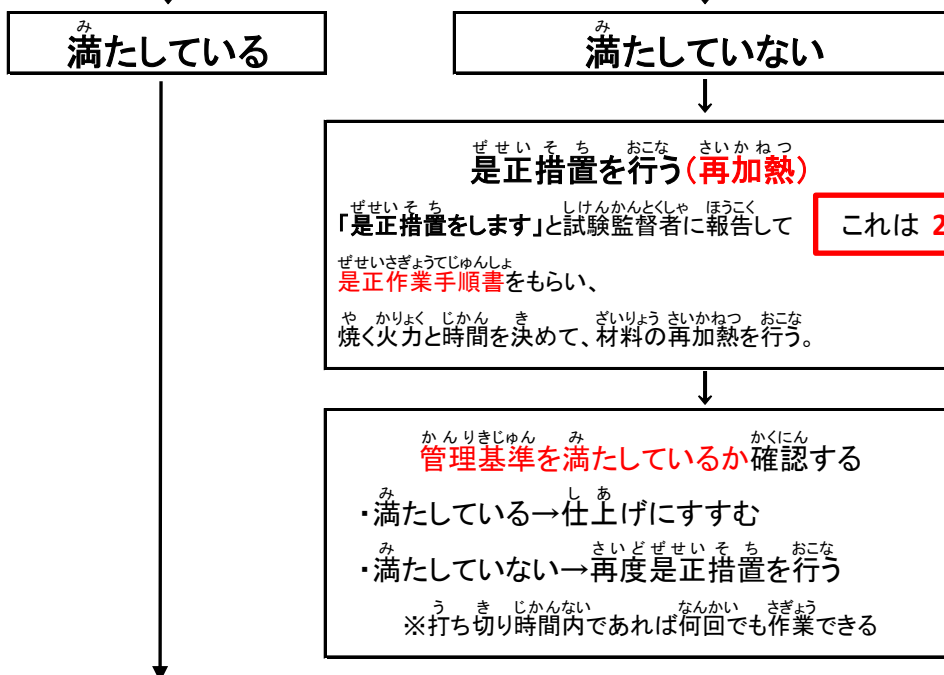 満たしている
満たしていない
是正措置を行う(再加熱)
「是正措置をします」と試験監督者に報告して
これは 2
是正作業手順書をもらい、
焼く火力と時間を決めて、材料の再加熱を行う。
管理基準を満たしているか確認する
・満たしている→仕上げにすすむ
・満たしていない→再度是正措置を行う
※打ち切り時間内であれば何回でも作業できる